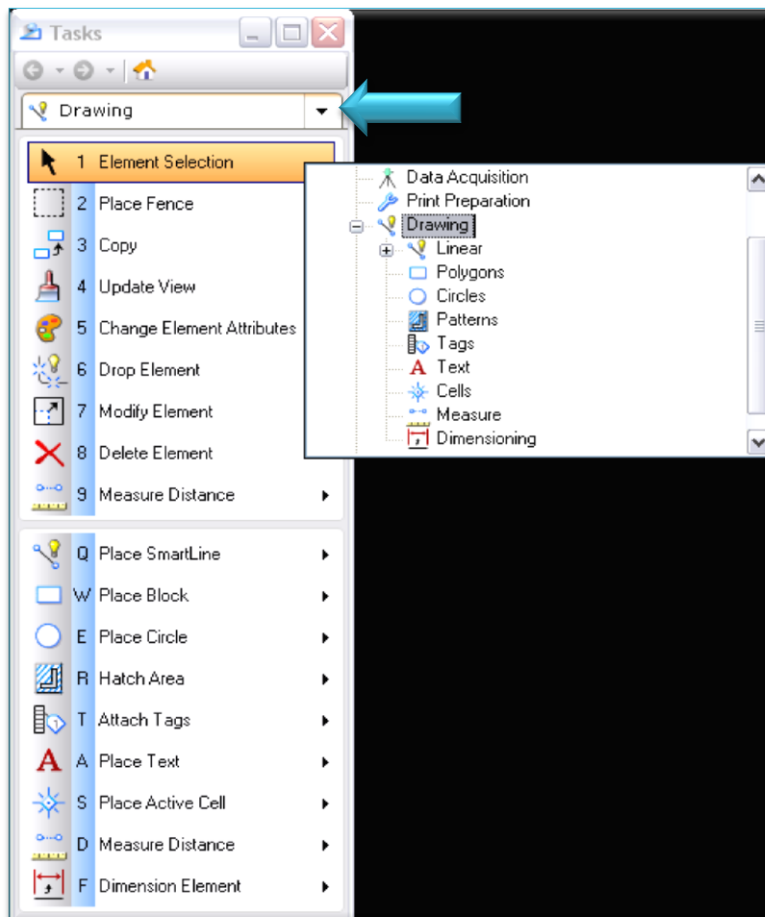 Tasks
Drawing
1 Element Selection
2 Place Fence
3 Copy
4 Update View
5 Change Element Attributes
6 Drop Element
7 Modify Element
8 Delete Element
9 Measure Distance
Q Place SmartLine
W Place Block
E Place Circle
R Hatch Area
T Attach Tags
A Place Text
S Place Active Cell
D Measure Distance
F Dimension Element
Data Acquisition
Print Preparation
Drawing
Linear
Polygons
Circles
Patterns
Tags
Text
Cells
Measure
Dimensioning